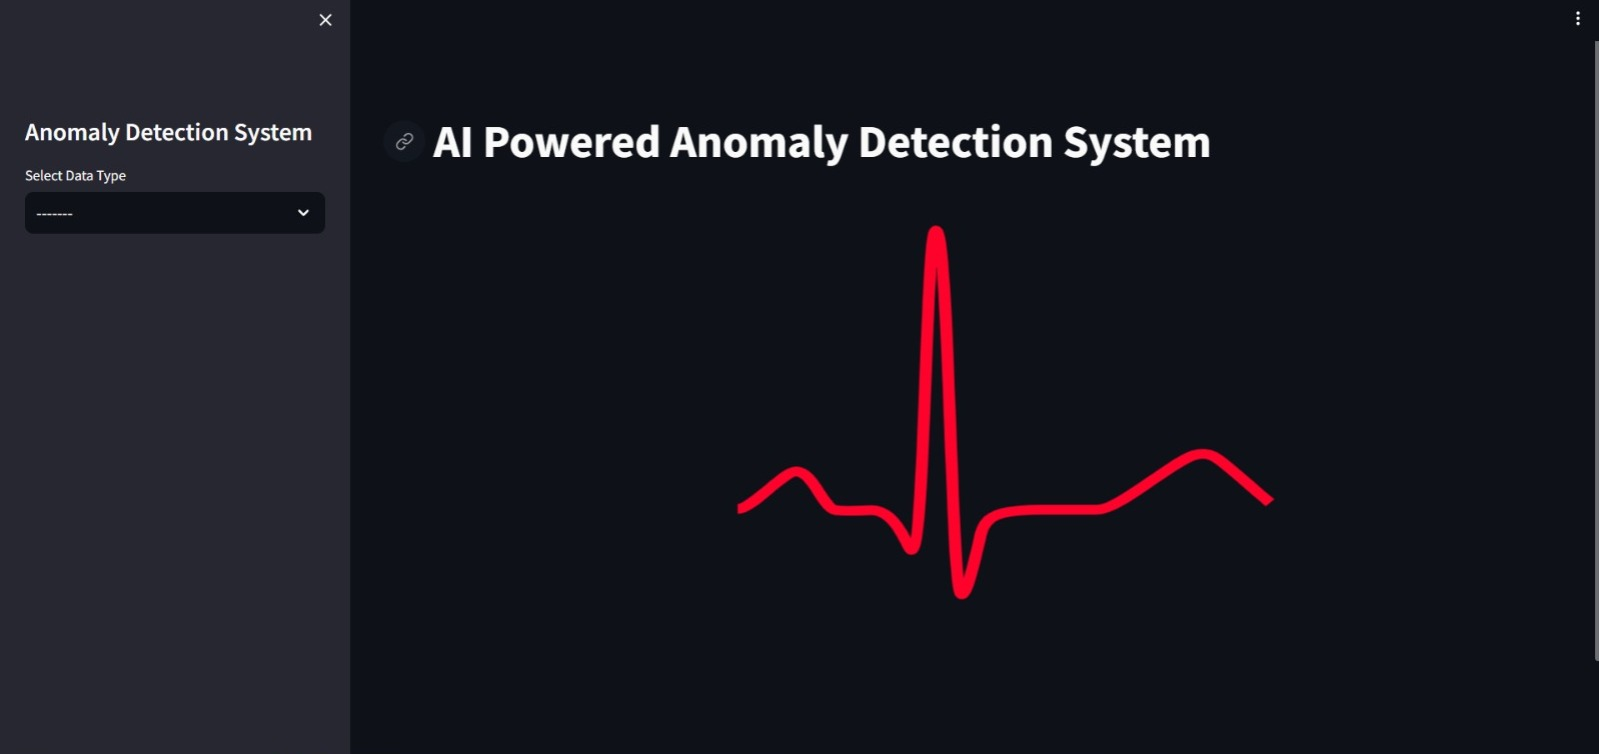 Anomaly Detection System
Select Data Type
-------
AI Powered Anomaly Detection System